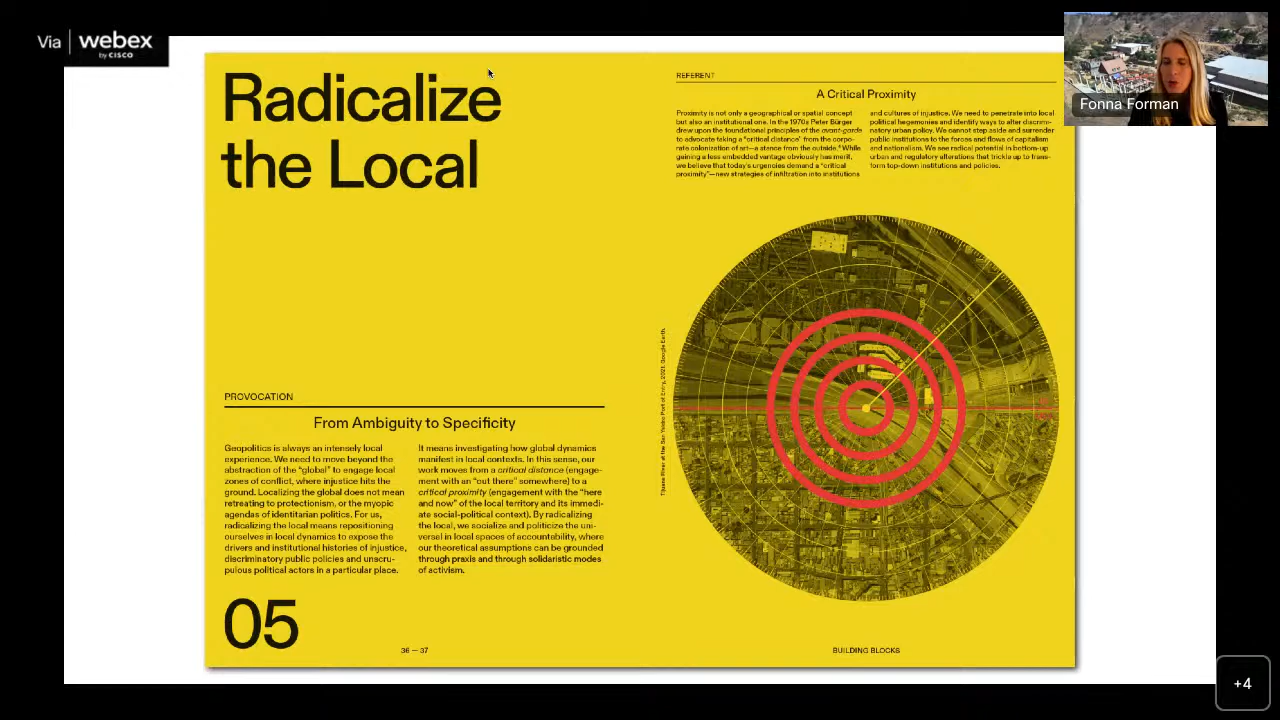 Via webex
by CISCO
Fonna Forman
Radicalize
the Local
PROVOCATION
From Ambiguity to Specificity
Geopolitics is always an intensely local
experience. We need to move beyond the
abstraction of the “global” to engage local
zones of conflict, where injustice hits the
ground. Localizing the global does not mean
retreating to protectionism, or the myopic
agendas of identitarian politics. For us,
radicalizing the local means repositioning
ourselves in local dynamics to expose the
drivers and institutional histories of injustice,
discriminatory public policies and unscru-
pulous political actors in a particular place.
It means investigating how global dynamics
manifest in local contexts. In this sense, our
work moves from a critical distance (engage-
ment with an “out there” somewhere) to a
critical proximity (engagement with the “here
and now” of the local territory and its immedi-
ate social-political context). By radicalizing
the local, we socialize and politicize the uni-
versal in local spaces of accountability, where
our theoretical assumptions can be grounded
through praxis and through solidaristic modes
of activism.
05
36 — 37
REFERENT
A Critical Proximity
Proximity is not only a geographical or spatial concept
but also an institutional one. In the 1970s Peter Bürger
drew upon the foundational principles of the avant-garde
to advocate taking a “critical distance” from the corpo-
rate colonization of art—a stance from the outside. While
gaining a less embedded vantage obviously has merit,
we believe that today’s urgencies demand a “critical
proximity”—new strategies of infiltration into institutions
and cultures of injustice. We need to penetrate into local
political hegemonies and identify ways to alter discrimi-
natory urban policy. We cannot step aside and surrender
public institutions to the forces and flows of capitalism
and nationalism. We see radical potential in bottom-up
urban and regulatory alterations that trickle up to trans-
form top-down institutions and policies.
Tijuana River at the San Ysidro Port of Entry, 2021. Google Earth.
BUILDING BLOCKS
+4